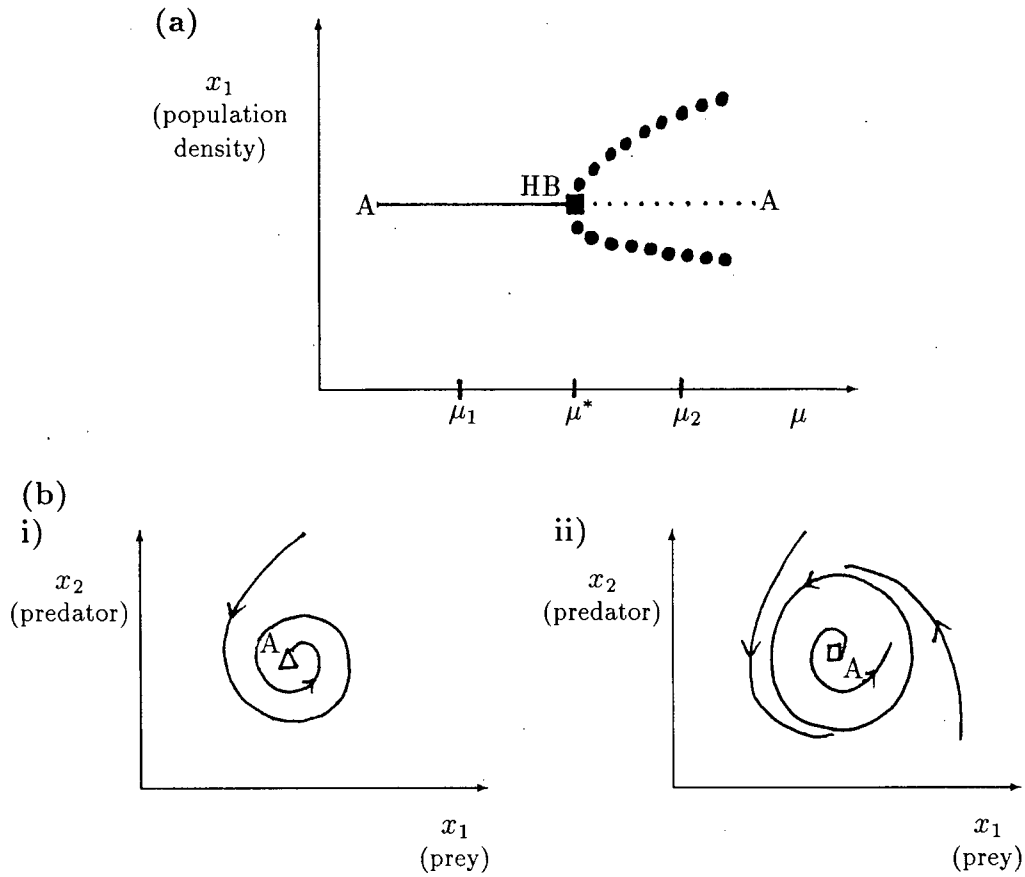 (a)
x₁
(population
density)
HB
A
A
μ₁
μ*
μ₂
μ
(b)
i)
x₂
(predator)
A
x₁
(prey)
ii)
x₂
(predator)
A
x₁
(prey)